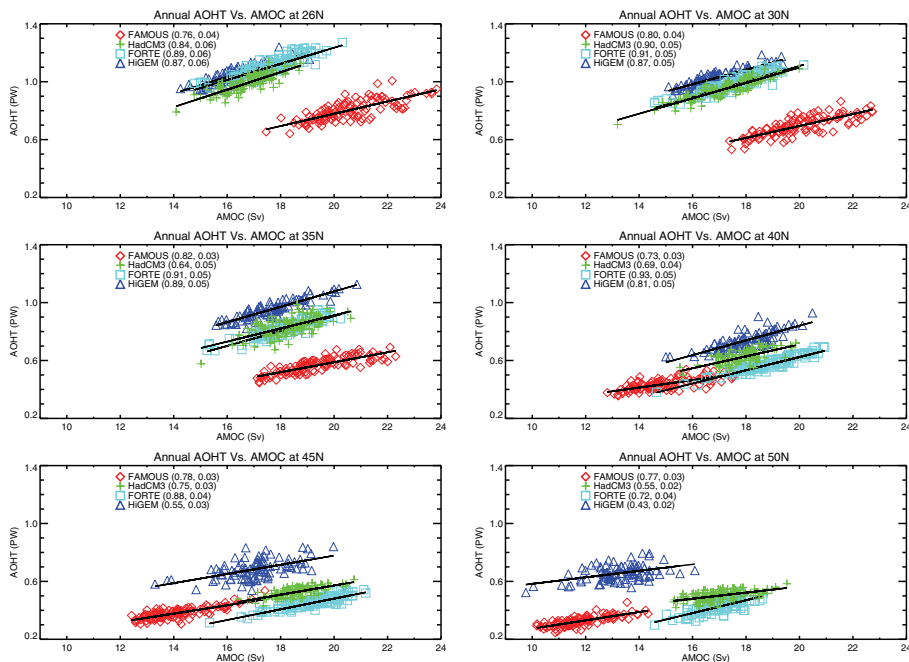 Annual AOHT Vs. AMOC at 26N
FAMOUS (0.76, 0.04)
HadCM3 (0.84, 0.06)
FORTE (0.89, 0.06)
HiGEM (0.87, 0.06)
1.4
1.0
0.6
0.2
AOHT (PW)
10 12 14 16 18 20 22 24
AMOC (Sv)
Annual AOHT Vs. AMOC at 30N
FAMOUS (0.80, 0.04)
HadCM3 (0.90, 0.05)
FORTE (0.91, 0.05)
HiGEM (0.87, 0.05)
1.4
1.0
0.6
0.2
AOHT (PW)
10 12 14 16 18 20 22 24
AMOC (Sv)
Annual AOHT Vs. AMOC at 35N
FAMOUS (0.82, 0.03)
HadCM3 (0.64, 0.05)
FORTE (0.91, 0.05)
HiGEM (0.89, 0.05)
1.4
1.0
0.6
0.2
AOHT (PW)
10 12 14 16 18 20 22 24
AMOC (Sv)
Annual AOHT Vs. AMOC at 40N
FAMOUS (0.73, 0.03)
HadCM3 (0.69, 0.04)
FORTE (0.93, 0.05)
HiGEM (0.81, 0.05)
1.4
1.0
0.6
0.2
AOHT (PW)
10 12 14 16 18 20 22 24
AMOC (Sv)
Annual AOHT Vs. AMOC at 45N
FAMOUS (0.78, 0.03)
HadCM3 (0.75, 0.03)
FORTE (0.88, 0.04)
HiGEM (0.55, 0.03)
1.4
1.0
0.6
0.2
AOHT (PW)
10 12 14 16 18 20 22 24
AMOC (Sv)
Annual AOHT Vs. AMOC at 50N
FAMOUS (0.77, 0.03)
HadCM3 (0.55, 0.02)
FORTE (0.72, 0.04)
HiGEM (0.43, 0.02)
1.4
1.0
0.6
0.2
AOHT (PW)
10 12 14 16 18 20 22 24
AMOC (Sv)